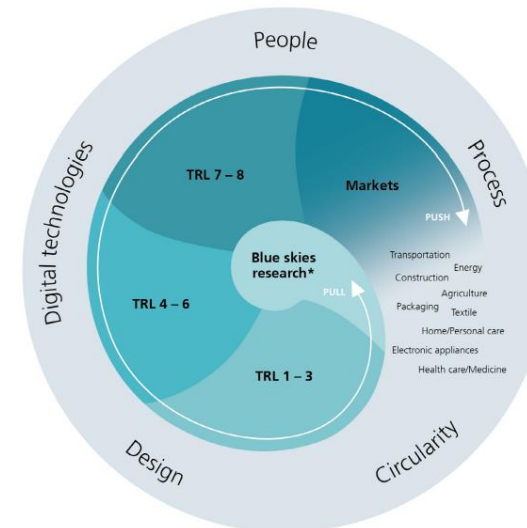 People
Digital technologies
Process
TRL 7 – 8
Markets
PUSH
Blue skies
research*
PULL
TRL 4 – 6
TRL 1 – 3
Transportation
Energy
Construction
Agriculture
Packaging
Textile
Home/Personal care
Electronic appliances
Health care/Medicine
Design
Circularity